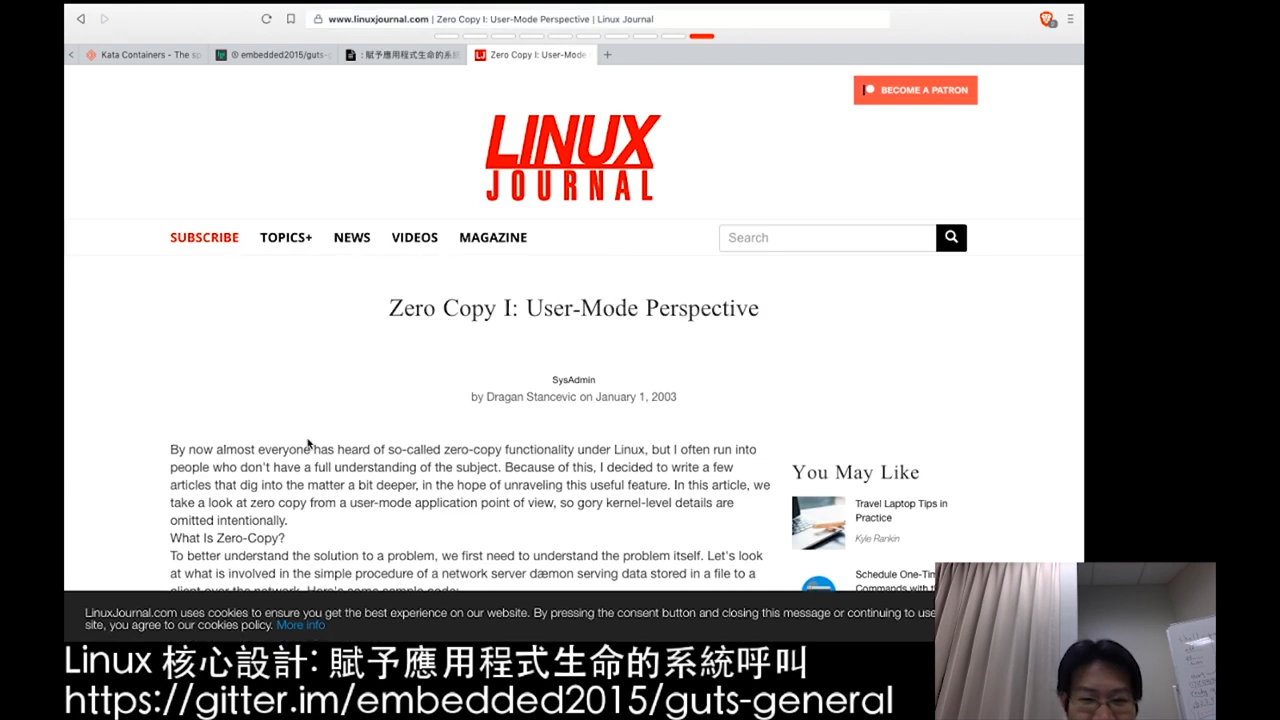 www.linuxjournal.com | Zero Copy I: User-Mode Perspective | Linux Journal
Kata Containers - The sp
embedded2015/guts-g
: 賦予應用程式生命的系統
Zero Copy I: User-Mode
BECOME A PATRON
LINUX
JOURNAL
SUBSCRIBE TOPICS+ NEWS VIDEOS MAGAZINE
Search
Zero Copy I: User-Mode Perspective
SysAdmin
by Dragan Stancevic on January 1, 2003
By now almost everyone has heard of so-called zero-copy functionality under Linux, but I often run into
people who don't have a full understanding of the subject. Because of this, I decided to write a few
articles that dig into the matter a bit deeper, in the hope of unraveling this useful feature. In this article, we
take a look at zero copy from a user-mode application point of view, so gory kernel-level details are
omitted intentionally.
What Is Zero-Copy?
To better understand the solution to a problem, we first need to understand the problem itself. Let's look
at what is involved in the simple procedure of a network server dæmon serving data stored in a file to a
client over the network. Here's some sample code:
You May Like
Travel Laptop Tips in
Practice
Kyle Rankin
Schedule One-Tim
Commands with th
LinuxJournal.com uses cookies to ensure you get the best experience on our website. By pressing the consent button and closing this message or continuing to use
site, you agree to our cookies policy. More info
Linux 核心設計: 賦予應用程式生命的系統呼叫
https://gitter.im/embedded2015/guts-general